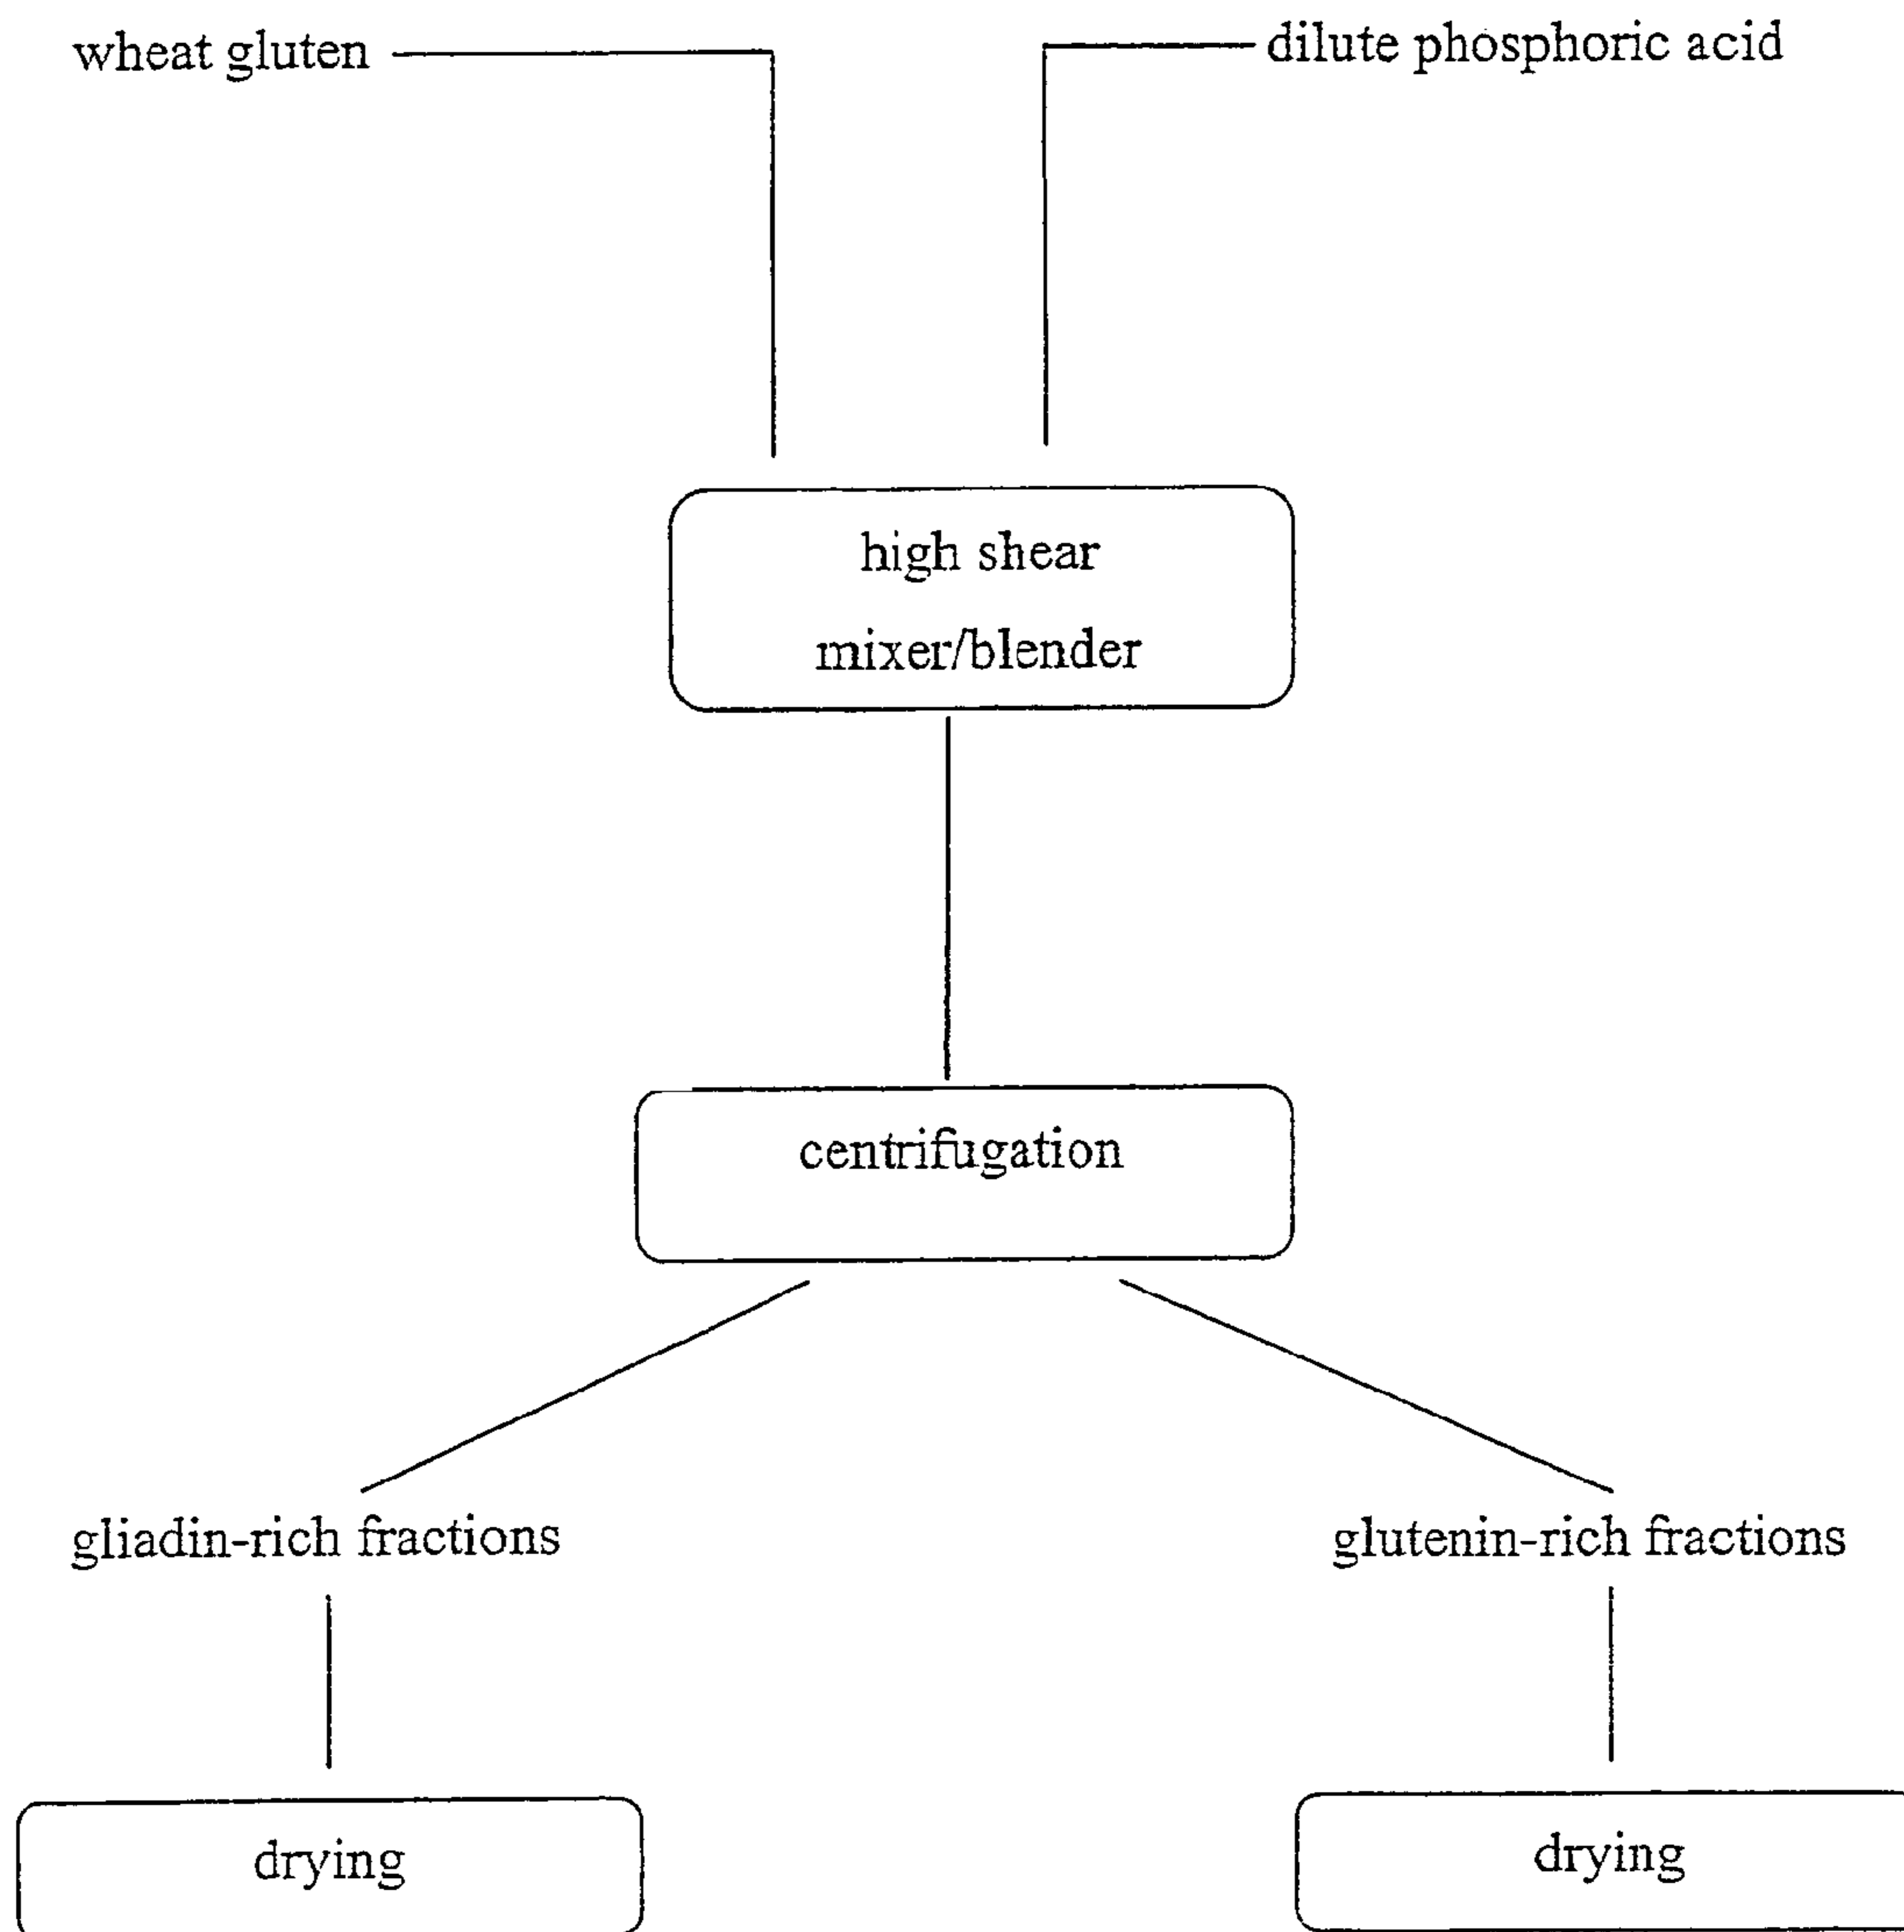 wheat gluten
dilute phosphoric acid
high shear
mixer/blender
centrifugation
gliadin-rich fractions
glutenin-rich fractions
drying
drying